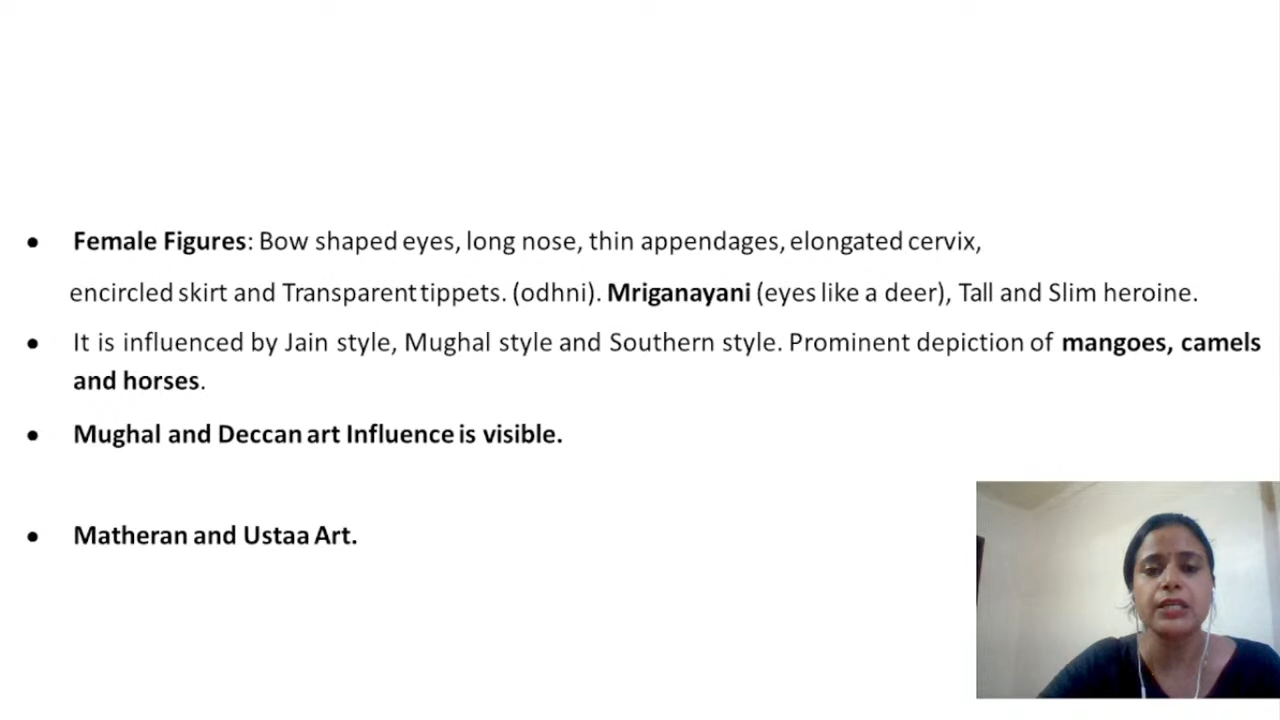 • Female Figures: Bow shaped eyes, long nose, thin appendages, elongated cervix,
encircled skirt and Transparent tippets. (odhni). Mriganayani (eyes like a deer), Tall and Slim heroine.
• It is influenced by Jain style, Mughal style and Southern style. Prominent depiction of mangoes, camels
and horses.
• Mughal and Deccan art Influence is visible.
• Matheran and Ustaa Art.